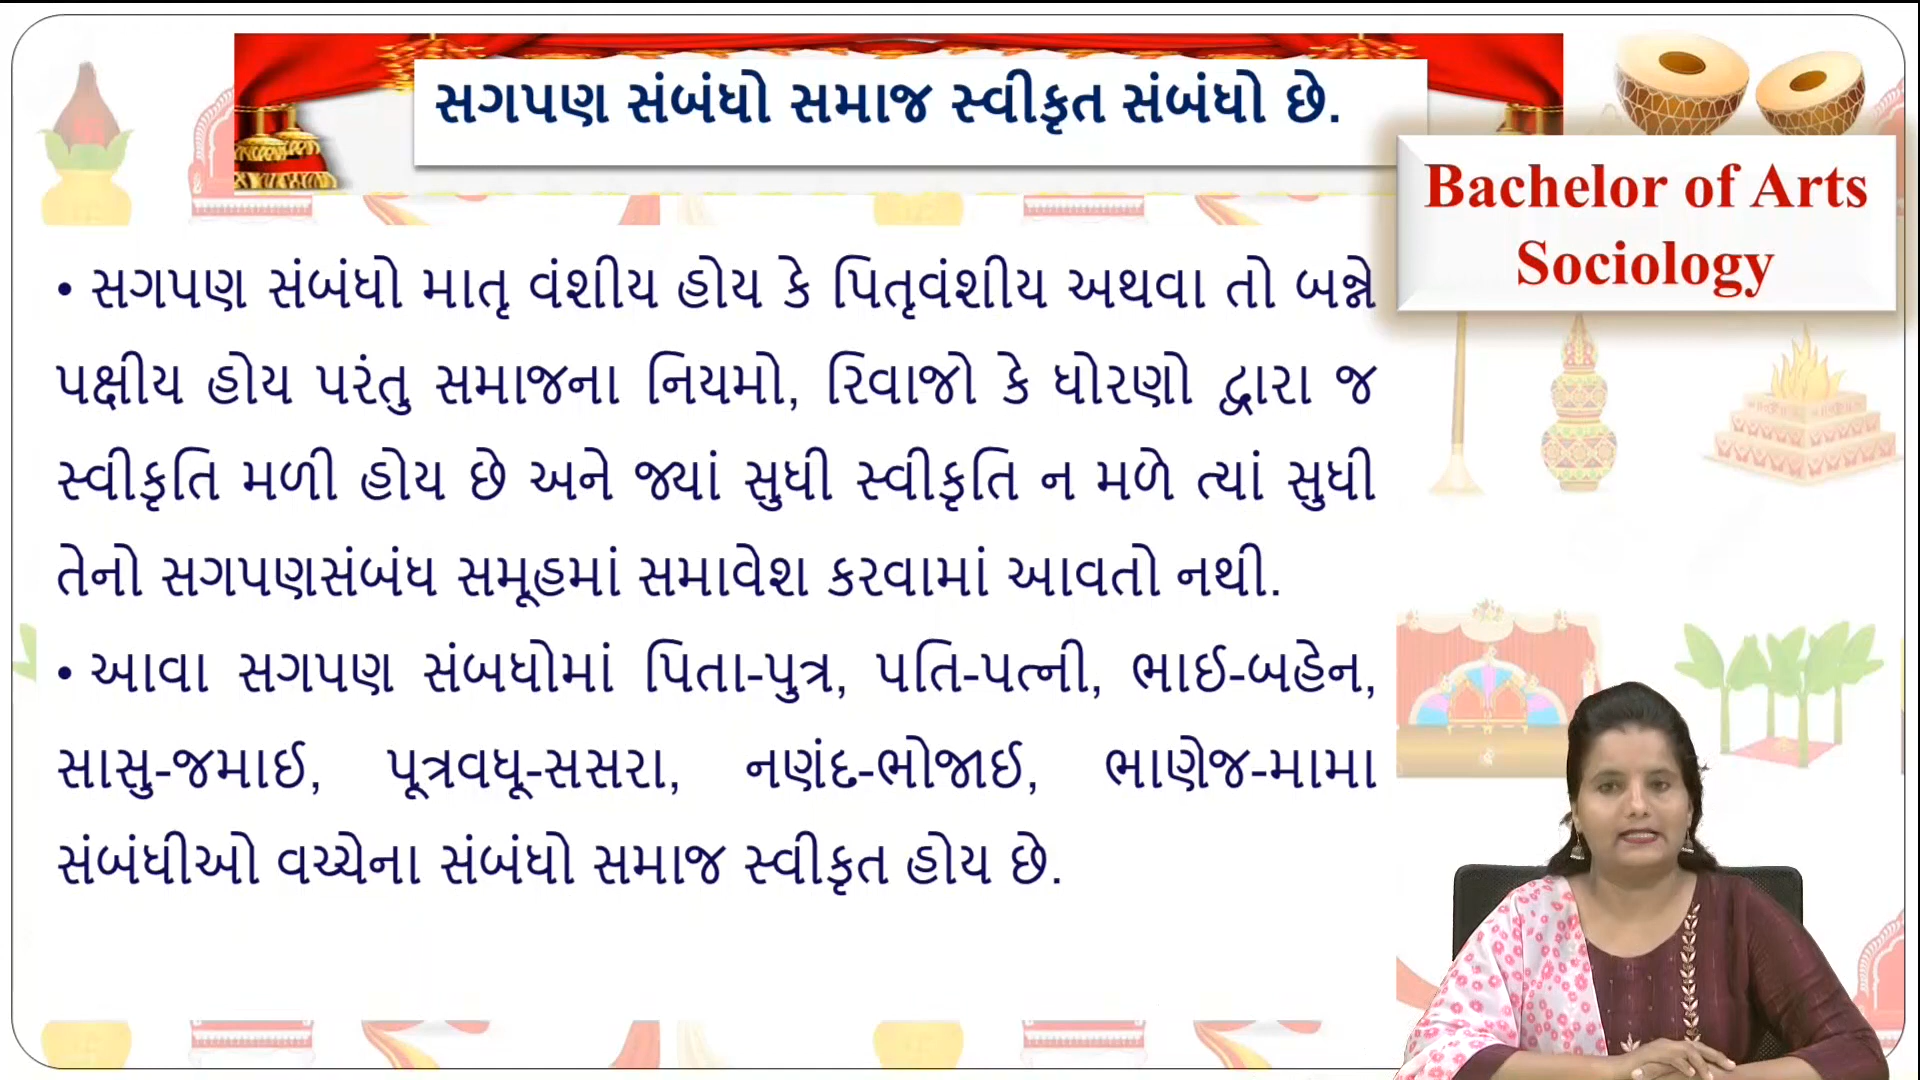 સગપણ સંબંધો સમાજ સ્વીકૃત સંબંધો છે.
Bachelor of Arts
Sociology
• સગપણ સંબંધો માતૃ વંશીય હોય કે પિતૃવંશીય અથવા તો બન્ને
પક્ષીય હોય પરંતુ સમાજના નિયમો, રિવાજો કે ધોરણો દ્વારા જ
સ્વીકૃતિ મળી હોય છે અને જ્યાં સુધી સ્વીકૃતિ ન મળે ત્યાં સુધી
તેનો સગપણસંબંધ સમૂહમાં સમાવેશ કરવામાં આવતો નથી.
• આવા સગપણ સંબધોમાં પિતા-પુત્ર, પતિ-પત્ની, ભાઈ-બહેન,
સાસુ-જમાઈ, પૂત્રવધૂ-સસરા, નણંદ-ભોજાઈ, ભાણેજ-મામા
સંબંધીઓ વચ્ચેના સંબંધો સમાજ સ્વીકૃત હોય છે.